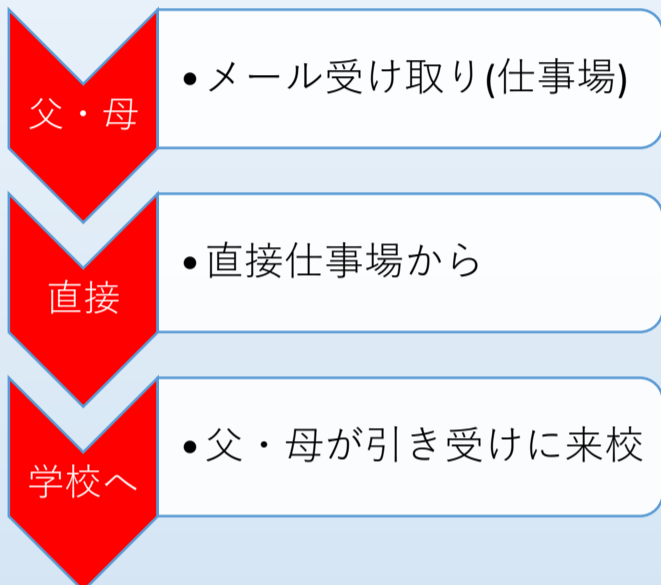 父・母
•メール受け取り(仕事場)
直接
•直接仕事場から
学校へ
•父・母が引き受けに来校